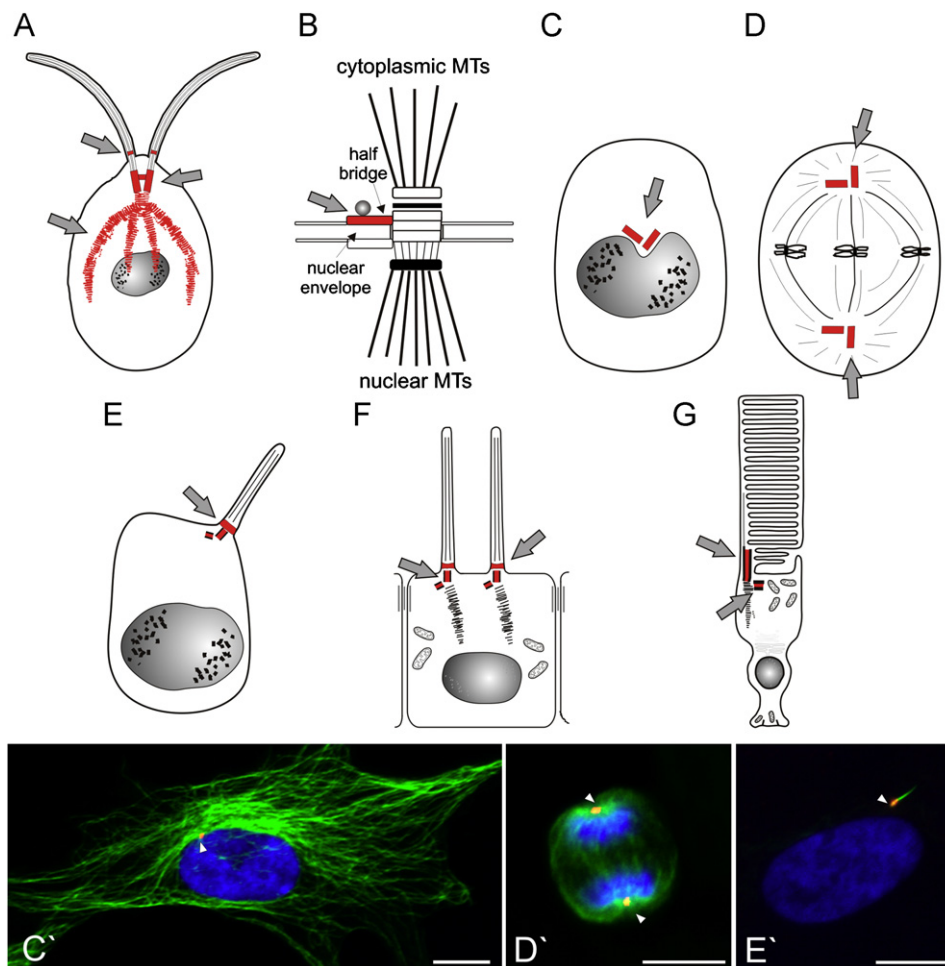 A
B
C
D
cytoplasmic MTs
half
bridge
nuclear
envelope
nuclear MTs
E
F
G
C`
D`
E`